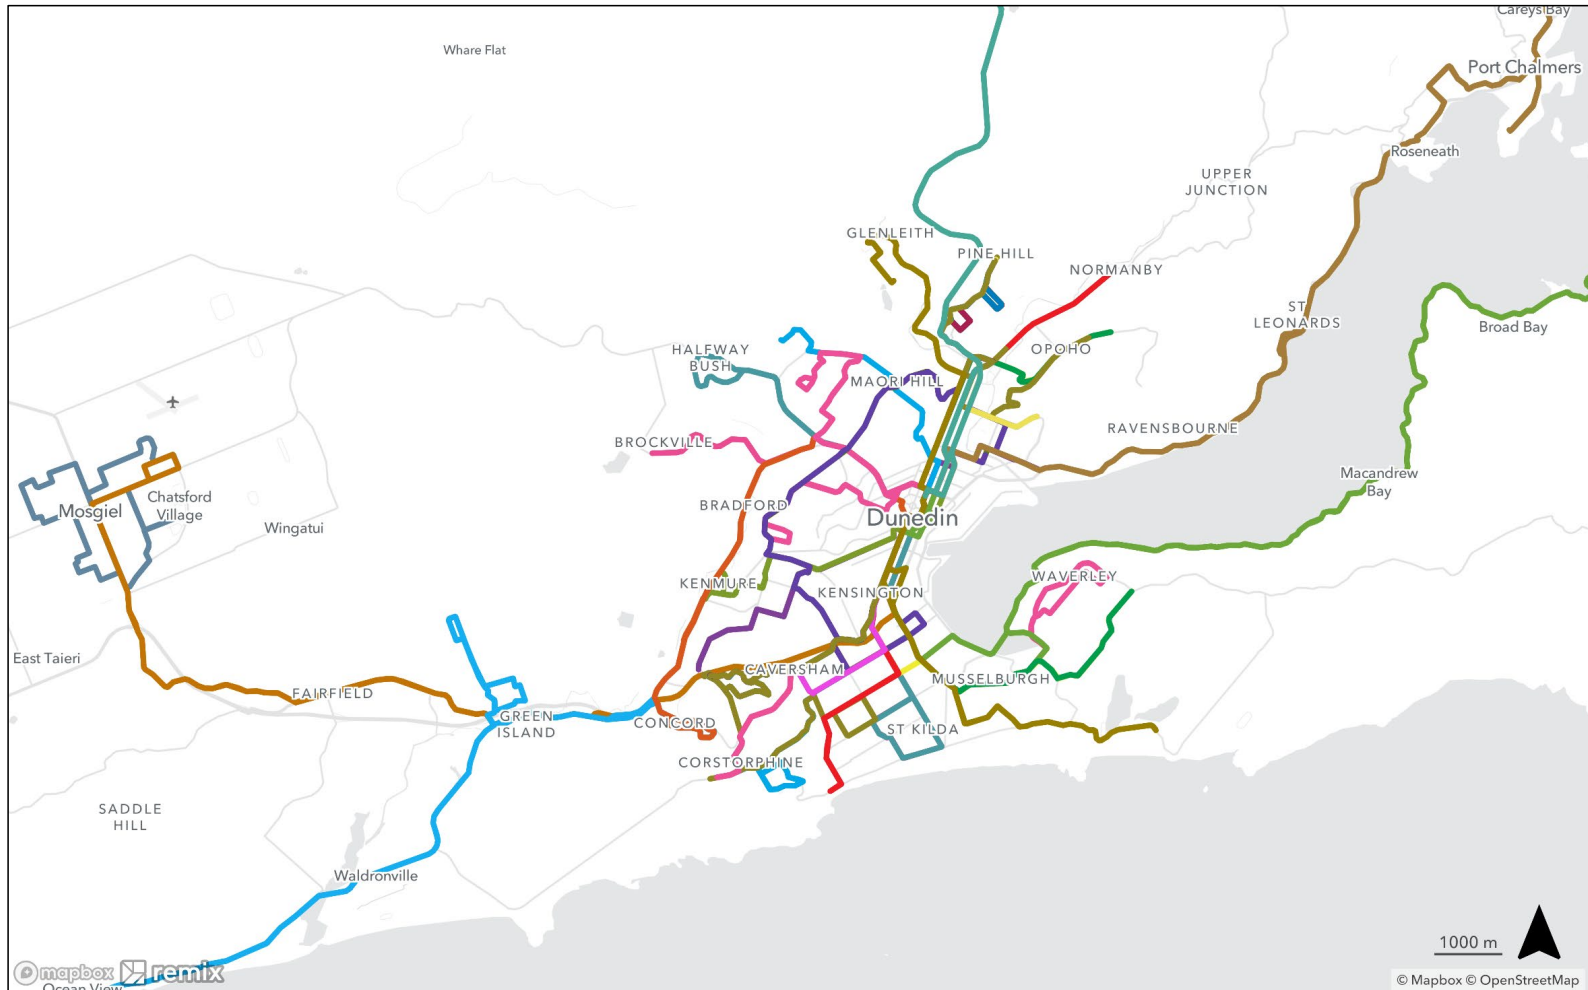 Careys Bay
Whare Flat
Port Chalmers
Roseneath
UPPER
JUNCTION
GLENLEITH
PINE HILL
NORMANBY
ST
LEONARDS
Broad Bay
HALFWAY
BUSH
OPOHO
MAORI HILL
RAVENSBOURNE
BROCKVILLE
Macandrew
Bay
Chatsford
Village
Mosgiel
BRADFORD
Dunedin
Wingatui
WAVERLEY
KENMURE
KENSINGTON
East Taieri
CAVERSHAM
MUSSELBURGH
FAIRFIELD
GREEN
ISLAND
CONCORD
ST KILDA
CORSTORPHINE
SADDLE
HILL
Waldronville
1000 m
mapbox
remix
Ocean View
© Mapbox © OpenStreetMap